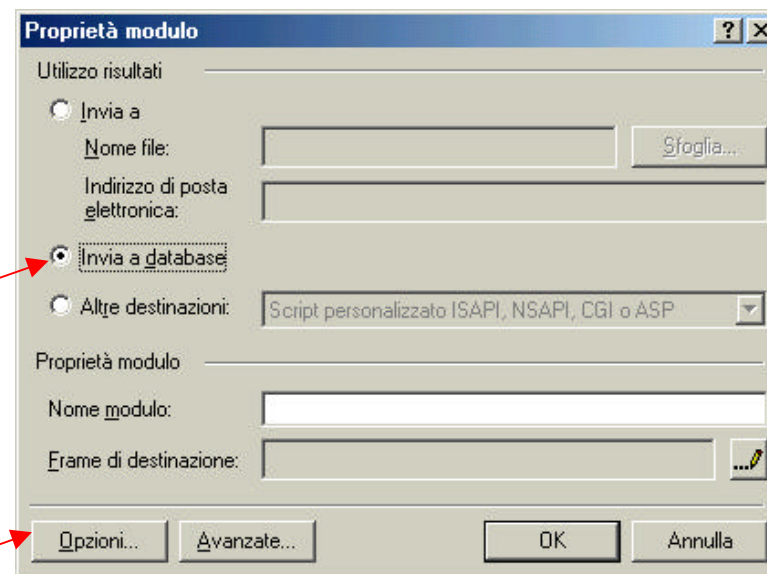 Proprietà modulo
Utilizzo risultati
Invia a
Nome file:
Sfoglia...
Indirizzo di posta
elettronica:
Invia a database
Altre destinazioni:
Script personalizzato ISAPI, NSAPI, CGI o ASP
Proprietà modulo
Nome modulo:
Frame di destinazione:
Opzioni...
Avanzate...
OK
Annulla